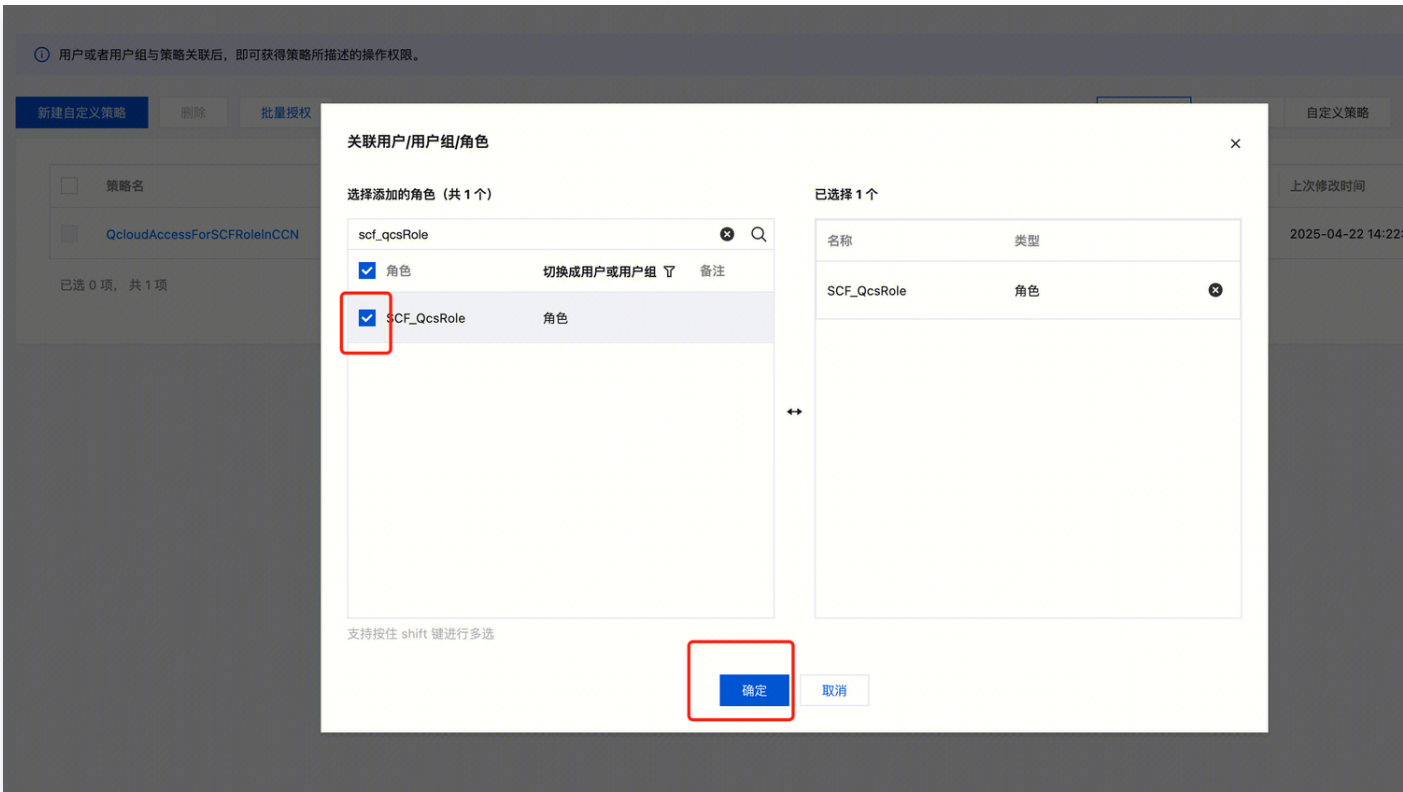 用户或者用户组与策略关联后，即可获得策略所描述的操作权限。
新建自定义策略 删除 批量授权 自定义策略
策略名 上次修改时间
QcloudAccessForSCFRoleInCCN 2025-04-22 14:22:
已选 0 项， 共 1 项
关联用户/用户组/角色
选择添加的角色（共 1 个）
scf_qcsRole
角色 切换成用户或用户组 备注
SCF_QcsRole 角色
支持按住 shift 键进行多选
已选择 1 个
名称 类型
SCF_QcsRole 角色
确定 取消